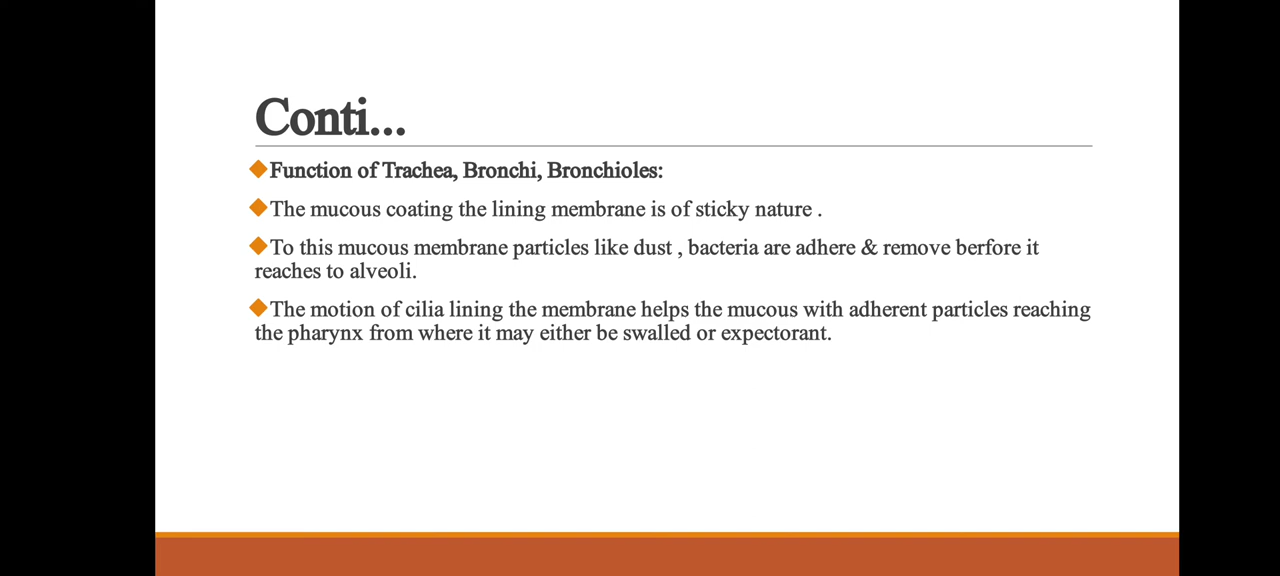 Conti...
Function of Trachea, Bronchi, Bronchioles:
The mucous coating the lining membrane is of sticky nature .
To this mucous membrane particles like dust , bacteria are adhere & remove berfore it
reaches to alveoli.
The motion of cilia lining the membrane helps the mucous with adherent particles reaching
the pharynx from where it may either be swalled or expectorant.